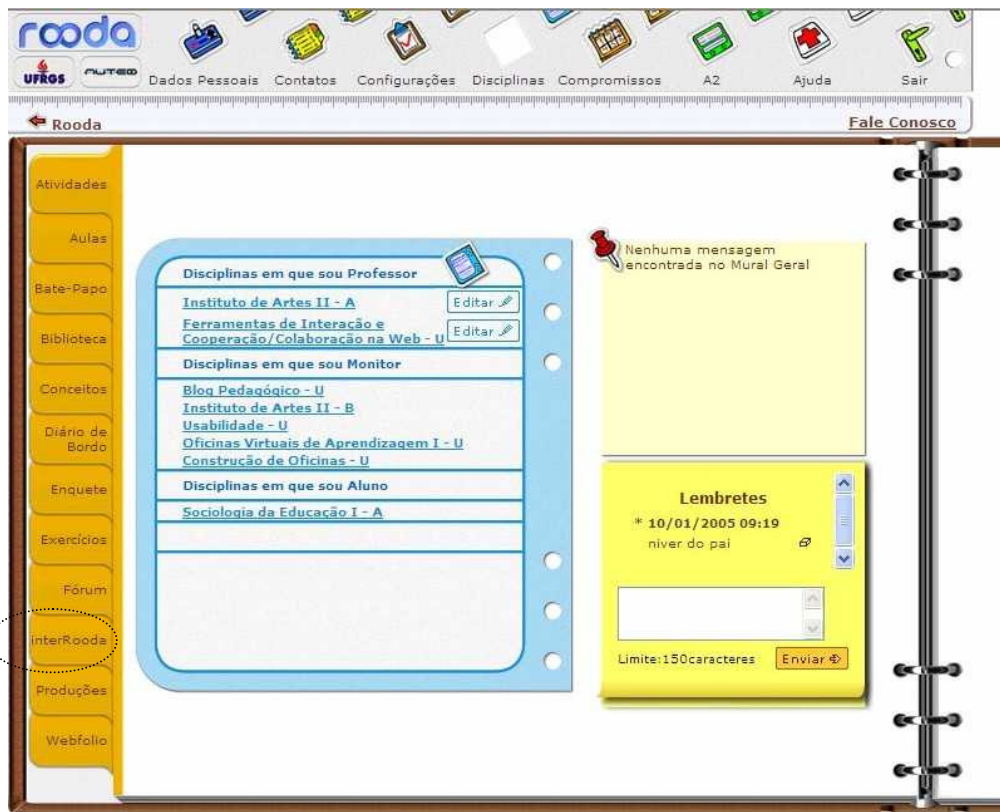 rooda
UFRGS
NUTED
Dados Pessoais Contatos Configurações Disciplinas Compromissos A2 Ajuda Sair
Rooda
Fale Conosco
Atividades
Aulas
Bate-Papo
Biblioteca
Conceitos
Diário de
Bordo
Enquete
Exercícios
Fórum
interRooda
Produções
Webfolio
Disciplinas em que sou Professor
Instituto de Artes II - A
Editar
Ferramentas de Interação e
Cooperação/Colaboração na Web - U
Editar
Disciplinas em que sou Monitor
Blog Pedagógico - U
Instituto de Artes II - B
Usabilidade - U
Oficinas Virtuais de Aprendizagem I - U
Construção de Oficinas - U
Disciplinas em que sou Aluno
Sociologia da Educação I - A
Nenhuma mensagem
encontrada no Mural Geral
Lembretes
* 10/01/2005 09:19
niver do pai
Limite:150caracteres
Enviar